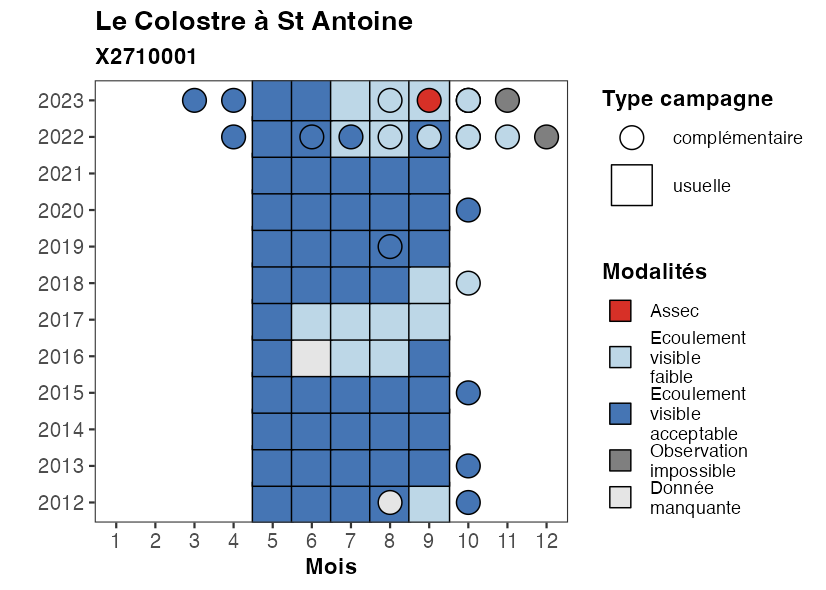 Le Colostre à St Antoine
X2710001
2023
2022
2021
2020
2019
2018
2017
2016
2015
2014
2013
2012
1 2 3 4 5 6 7 8 9 10 11 12
Mois
Type campagne
complémentaire
usuelle
Modalités
Assec
Ecoulement
visible
faible
Ecoulement
visible
acceptable
Observation
impossible
Donnée
manquante